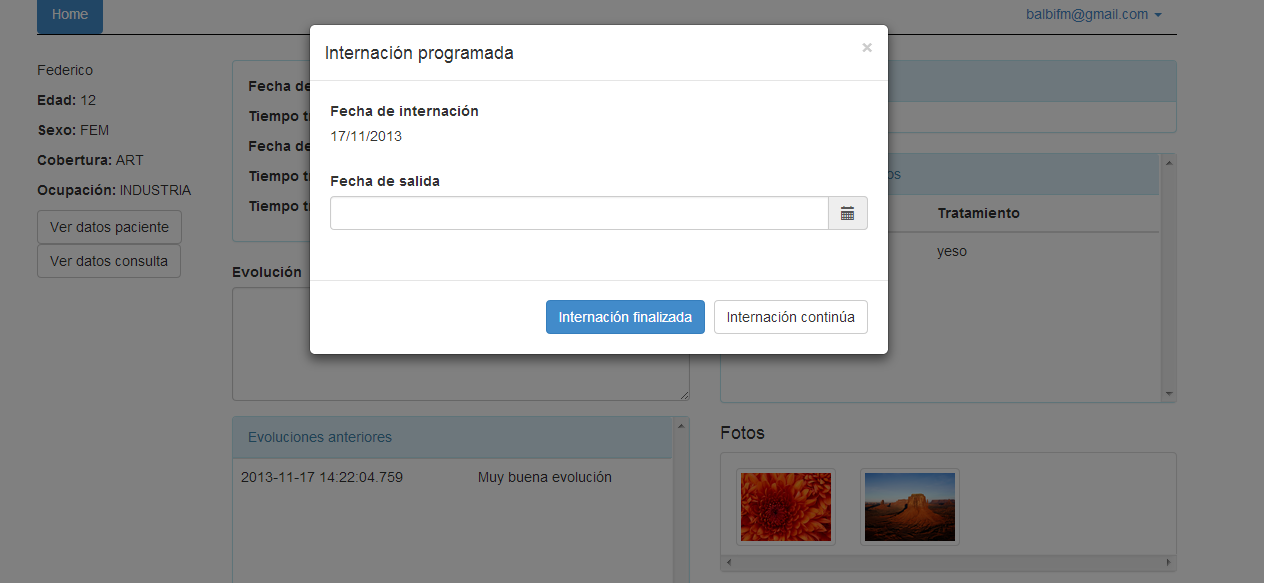 Home
balbifm@gmail.com
Internación programada
×
Federico
Edad: 12
Sexo: FEM
Cobertura: ART
Ocupación: INDUSTRIA
Ver datos paciente
Ver datos consulta
Fecha de
Tiempo
Fecha de
Tiempo
Tiempo
Fecha de internación
17/11/2013
Fecha de salida
Internación finalizada
Internación continúa
Evolución
Tratamiento
yeso
Evoluciones anteriores
2013-11-17 14:22:04.759
Muy buena evolución
Fotos